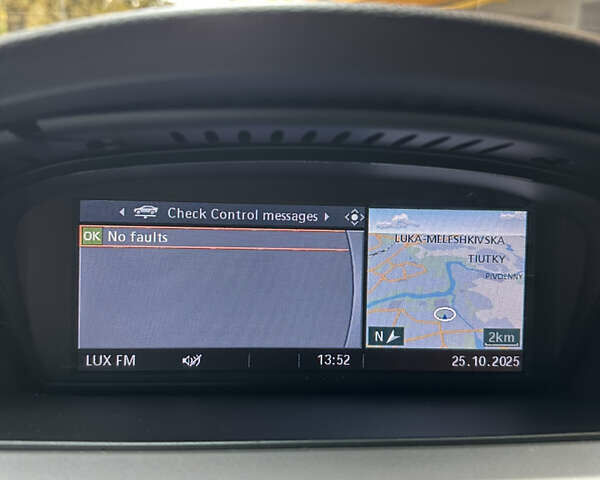 Check Control messages
OK No faults
LUKA-MELESHKIVSKA
TIUTKY
PIVDENNY
N
2km
LUX FM
13:52
25.10.2025